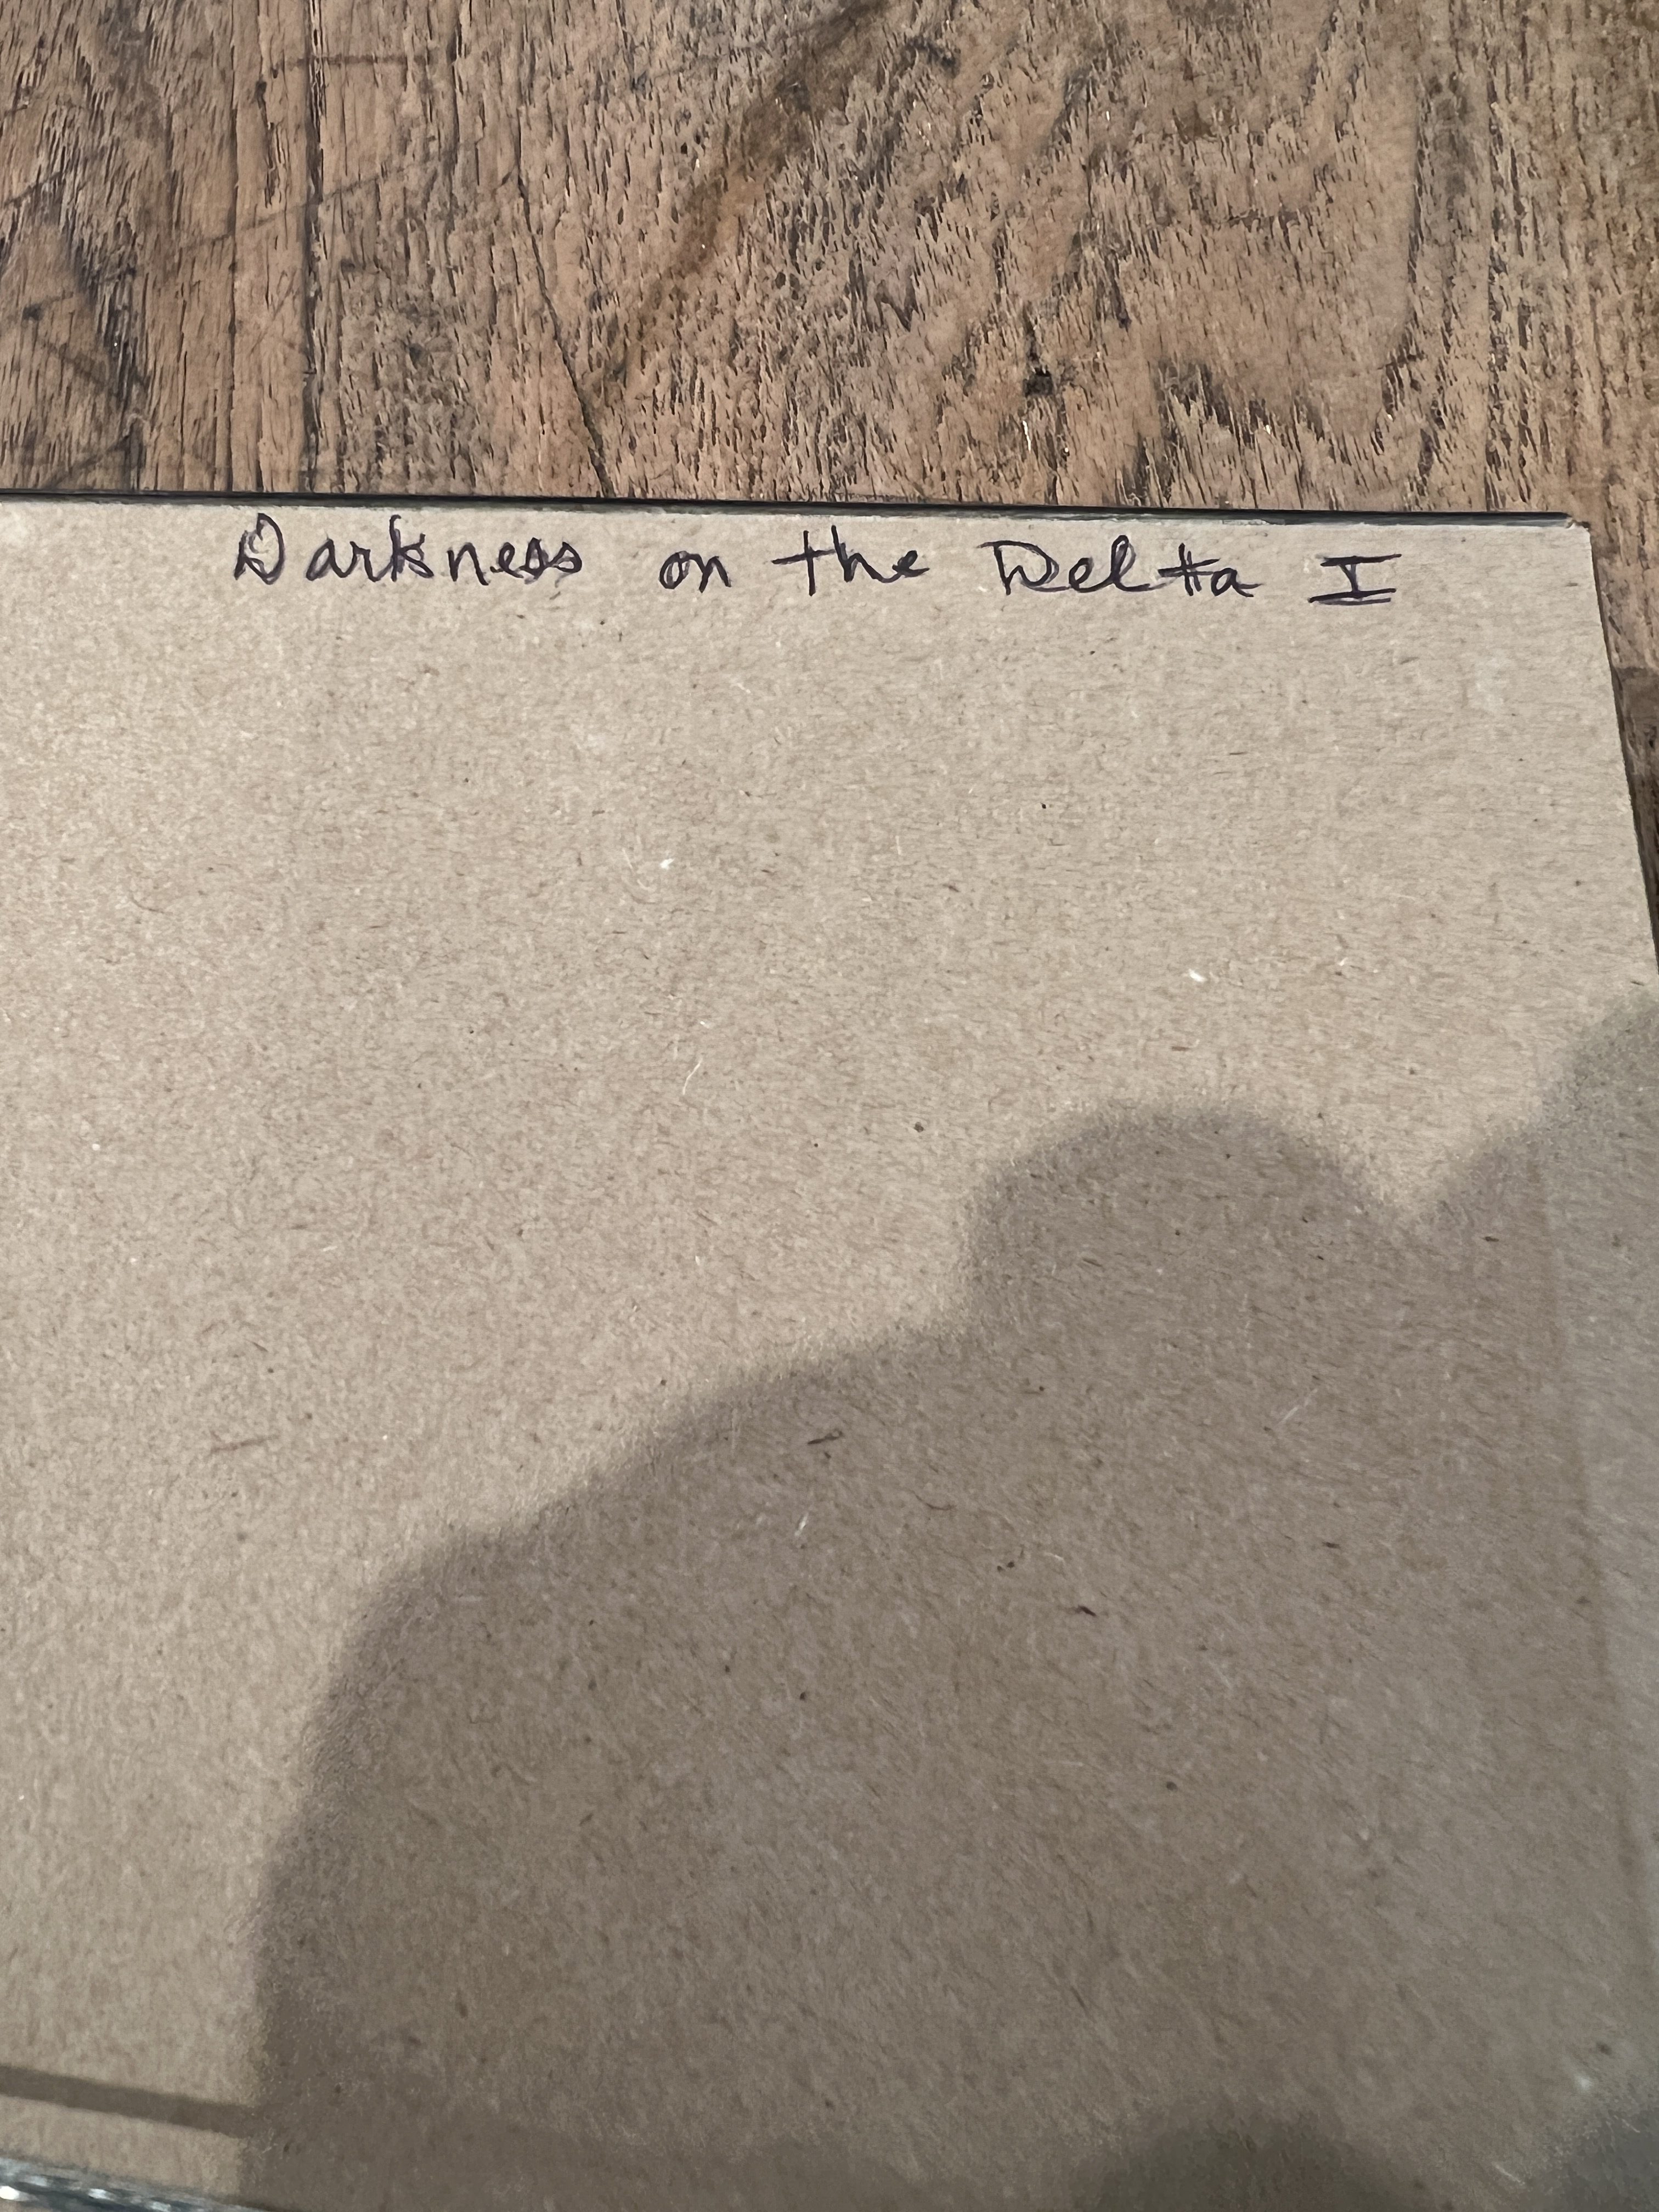 Darkness on the Delta I